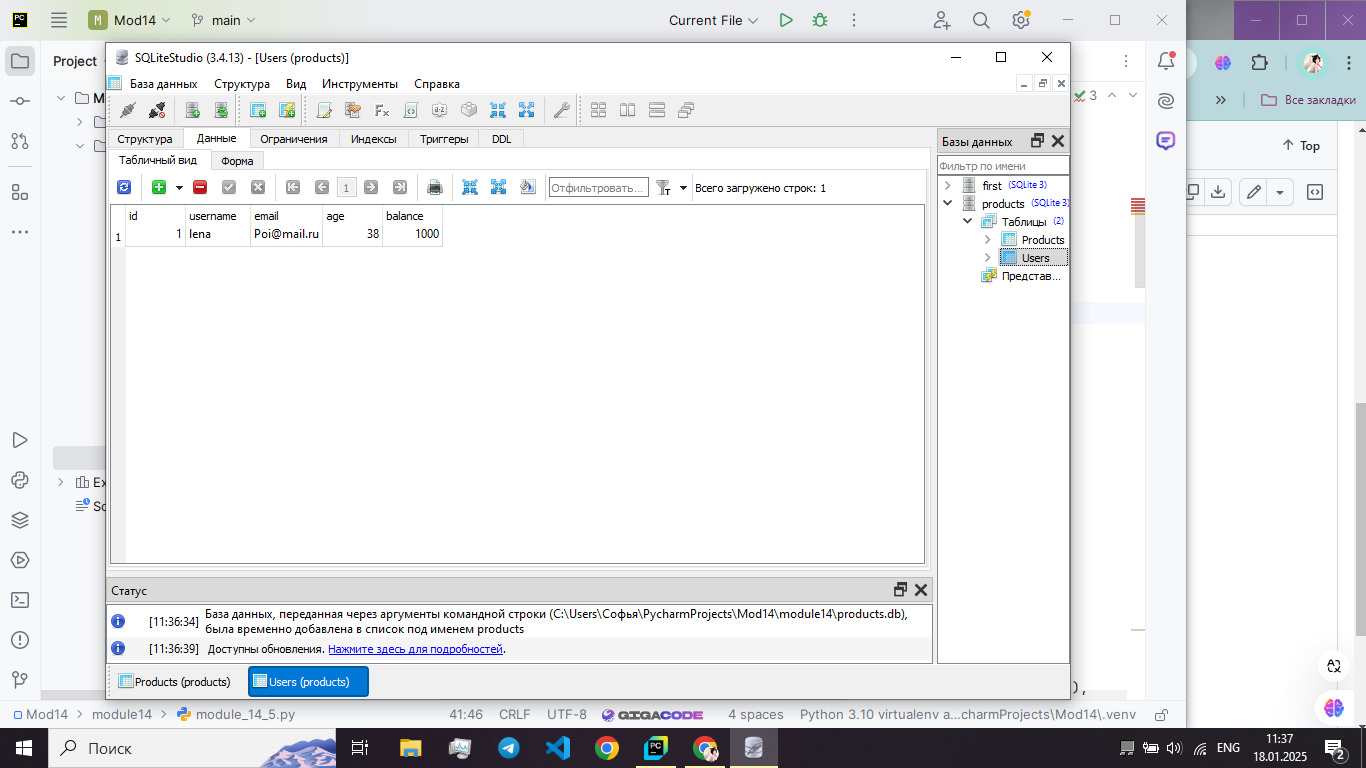 PC
M Mod14
main
Current File
SQLiteStudio (3.4.13) - [Users (products)]
Project
База данных Структура Вид Инструменты Справка
3
Все закладки
Структура Данные Ограничения Индексы Триггеры DDL
Базы данных
Top
Табличный вид Форма
Фильтр по имени
1
Отфильтровать...
Всего загружено строк: 1
first (SQLite 3)
products (SQLite 3)
Таблицы (2)
Products
Users
Представ...
id username email age balance
1 1 lena Poi@mail.ru 38 1000
Статус
[11:36:34] База данных, переданная через аргументы командной строки (C:\Users\Софья\PycharmProjects\Mod14\module14\products.db),
была временно добавлена в список под именем products
[11:36:39] Доступны обновления. Нажмите здесь для подробностей.
Products (products) Users (products)
Mod14 module14 module_14_5.py 41:46 CRLF UTF-8 GIGACODE 4 spaces Python 3.10 virtualenv a...charmProjects\Mod14\.venv
Поиск
ENG
11:37
18.01.2025
2